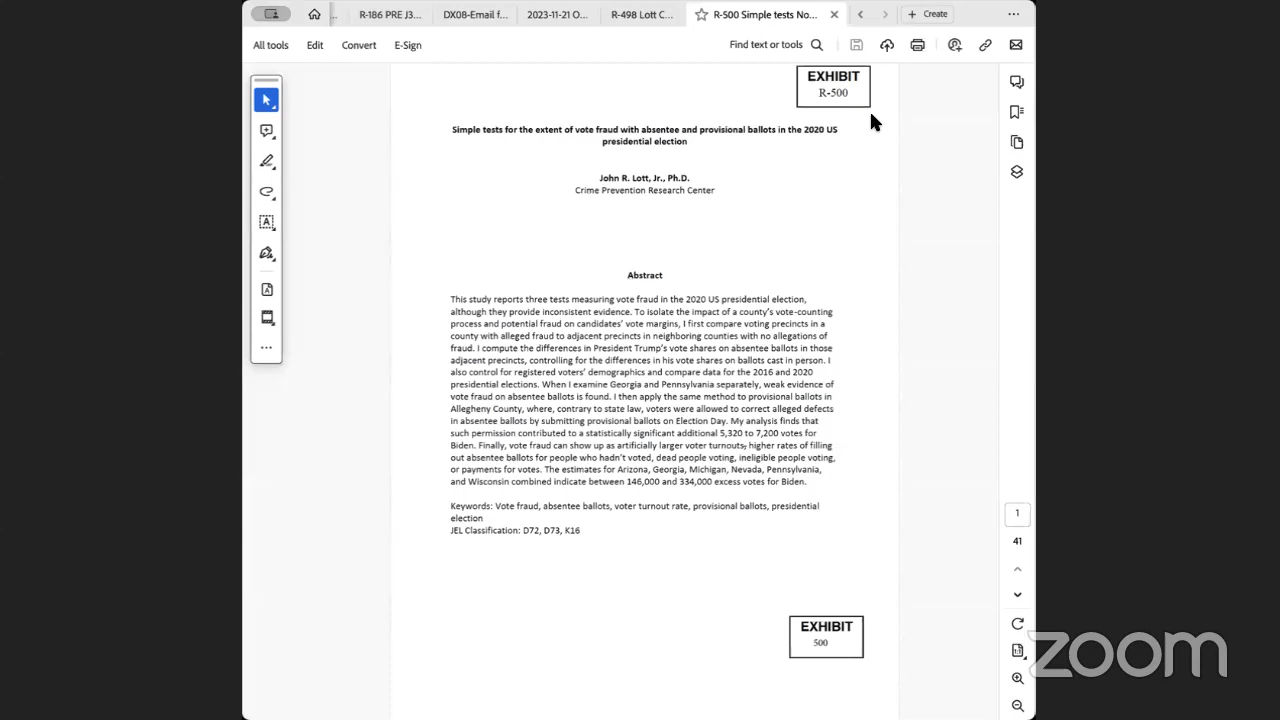 R-186 PRE J3...
DX08-Email f...
2023-11-21 O...
R-498 Lott C...
R-500 Simple tests No...
Create
All tools
Edit
Convert
E-Sign
Find text or tools
EXHIBIT
R-500
Simple tests for the extent of vote fraud with absentee and provisional ballots in the 2020 US
presidential election
John R. Lott, Jr., Ph.D.
Crime Prevention Research Center
Abstract
This study reports three tests measuring vote fraud in the 2020 US presidential election,
although they provide inconsistent evidence. To isolate the impact of a county's vote-counting
process and potential fraud on candidates' vote margins, I first compare voting precincts in a
county with alleged fraud to adjacent precincts in neighboring counties with no allegations of
fraud. I compute the differences in President Trump's vote shares on absentee ballots in those
adjacent precincts, controlling for the differences in his vote shares on ballots cast in person. I
also control for registered voters' demographics and compare data for the 2016 and 2020
presidential elections. When I examine Georgia and Pennsylvania separately, weak evidence of
vote fraud on absentee ballots is found. I then apply the same method to provisional ballots in
Allegheny County, where, contrary to state law, voters were allowed to correct alleged defects
in absentee ballots by submitting provisional ballots on Election Day. My analysis finds that
such permission contributed to a statistically significant additional 5,320 to 7,200 votes for
Biden. Finally, vote fraud can show up as artificially larger voter turnouts, higher rates of filling
out absentee ballots for people who hadn't voted, dead people voting, ineligible people voting,
or payments for votes. The estimates for Arizona, Georgia, Michigan, Nevada, Pennsylvania,
and Wisconsin combined indicate between 146,000 and 334,000 excess votes for Biden.
Keywords: Vote fraud, absentee ballots, voter turnout rate, provisional ballots, presidential
election
JEL Classification: D72, D73, K16
EXHIBIT
500
1
41
zoom